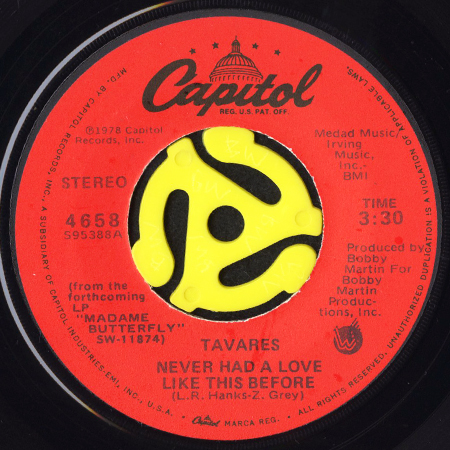 Capitol
REG. U.S. PAT. OFF.
MFD. BY CAPITOL RECORDS, INC., A SUBSIDIARY OF CAPITOL INDUSTRIES-EMI, INC., U.S.A.
℗1978 Capitol
Records, Inc.
STEREO
4658
S95388A
(from the
forthcoming
LP
"MADAME
BUTTERFLY"
SW-11874)
Medad Music/
Irving
Music,
Inc.-
BMI
TIME
3:30
Produced by
Bobby
Martin For
Bobby
Martin
Produc-
tions, Inc.
TAVARES
NEVER HAD A LOVE
LIKE THIS BEFORE
(L.R. Hanks-Z. Grey)
Capitol MARCA REG.
ALL RIGHTS RESERVED. UNAUTHORIZED DUPLICATION IS A VIOLATION OF APPLICABLE LAWS.